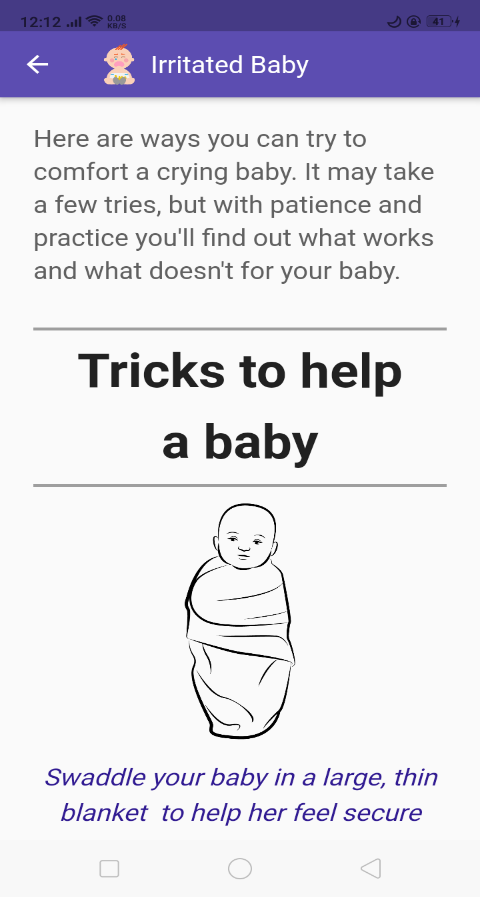 12:12 0.08 KB/S 41
Irritated Baby
Here are ways you can try to
comfort a crying baby. It may take
a few tries, but with patience and
practice you'll find out what works
and what doesn't for your baby.
Tricks to help
a baby
Swaddle your baby in a large, thin
blanket  to help her feel secure